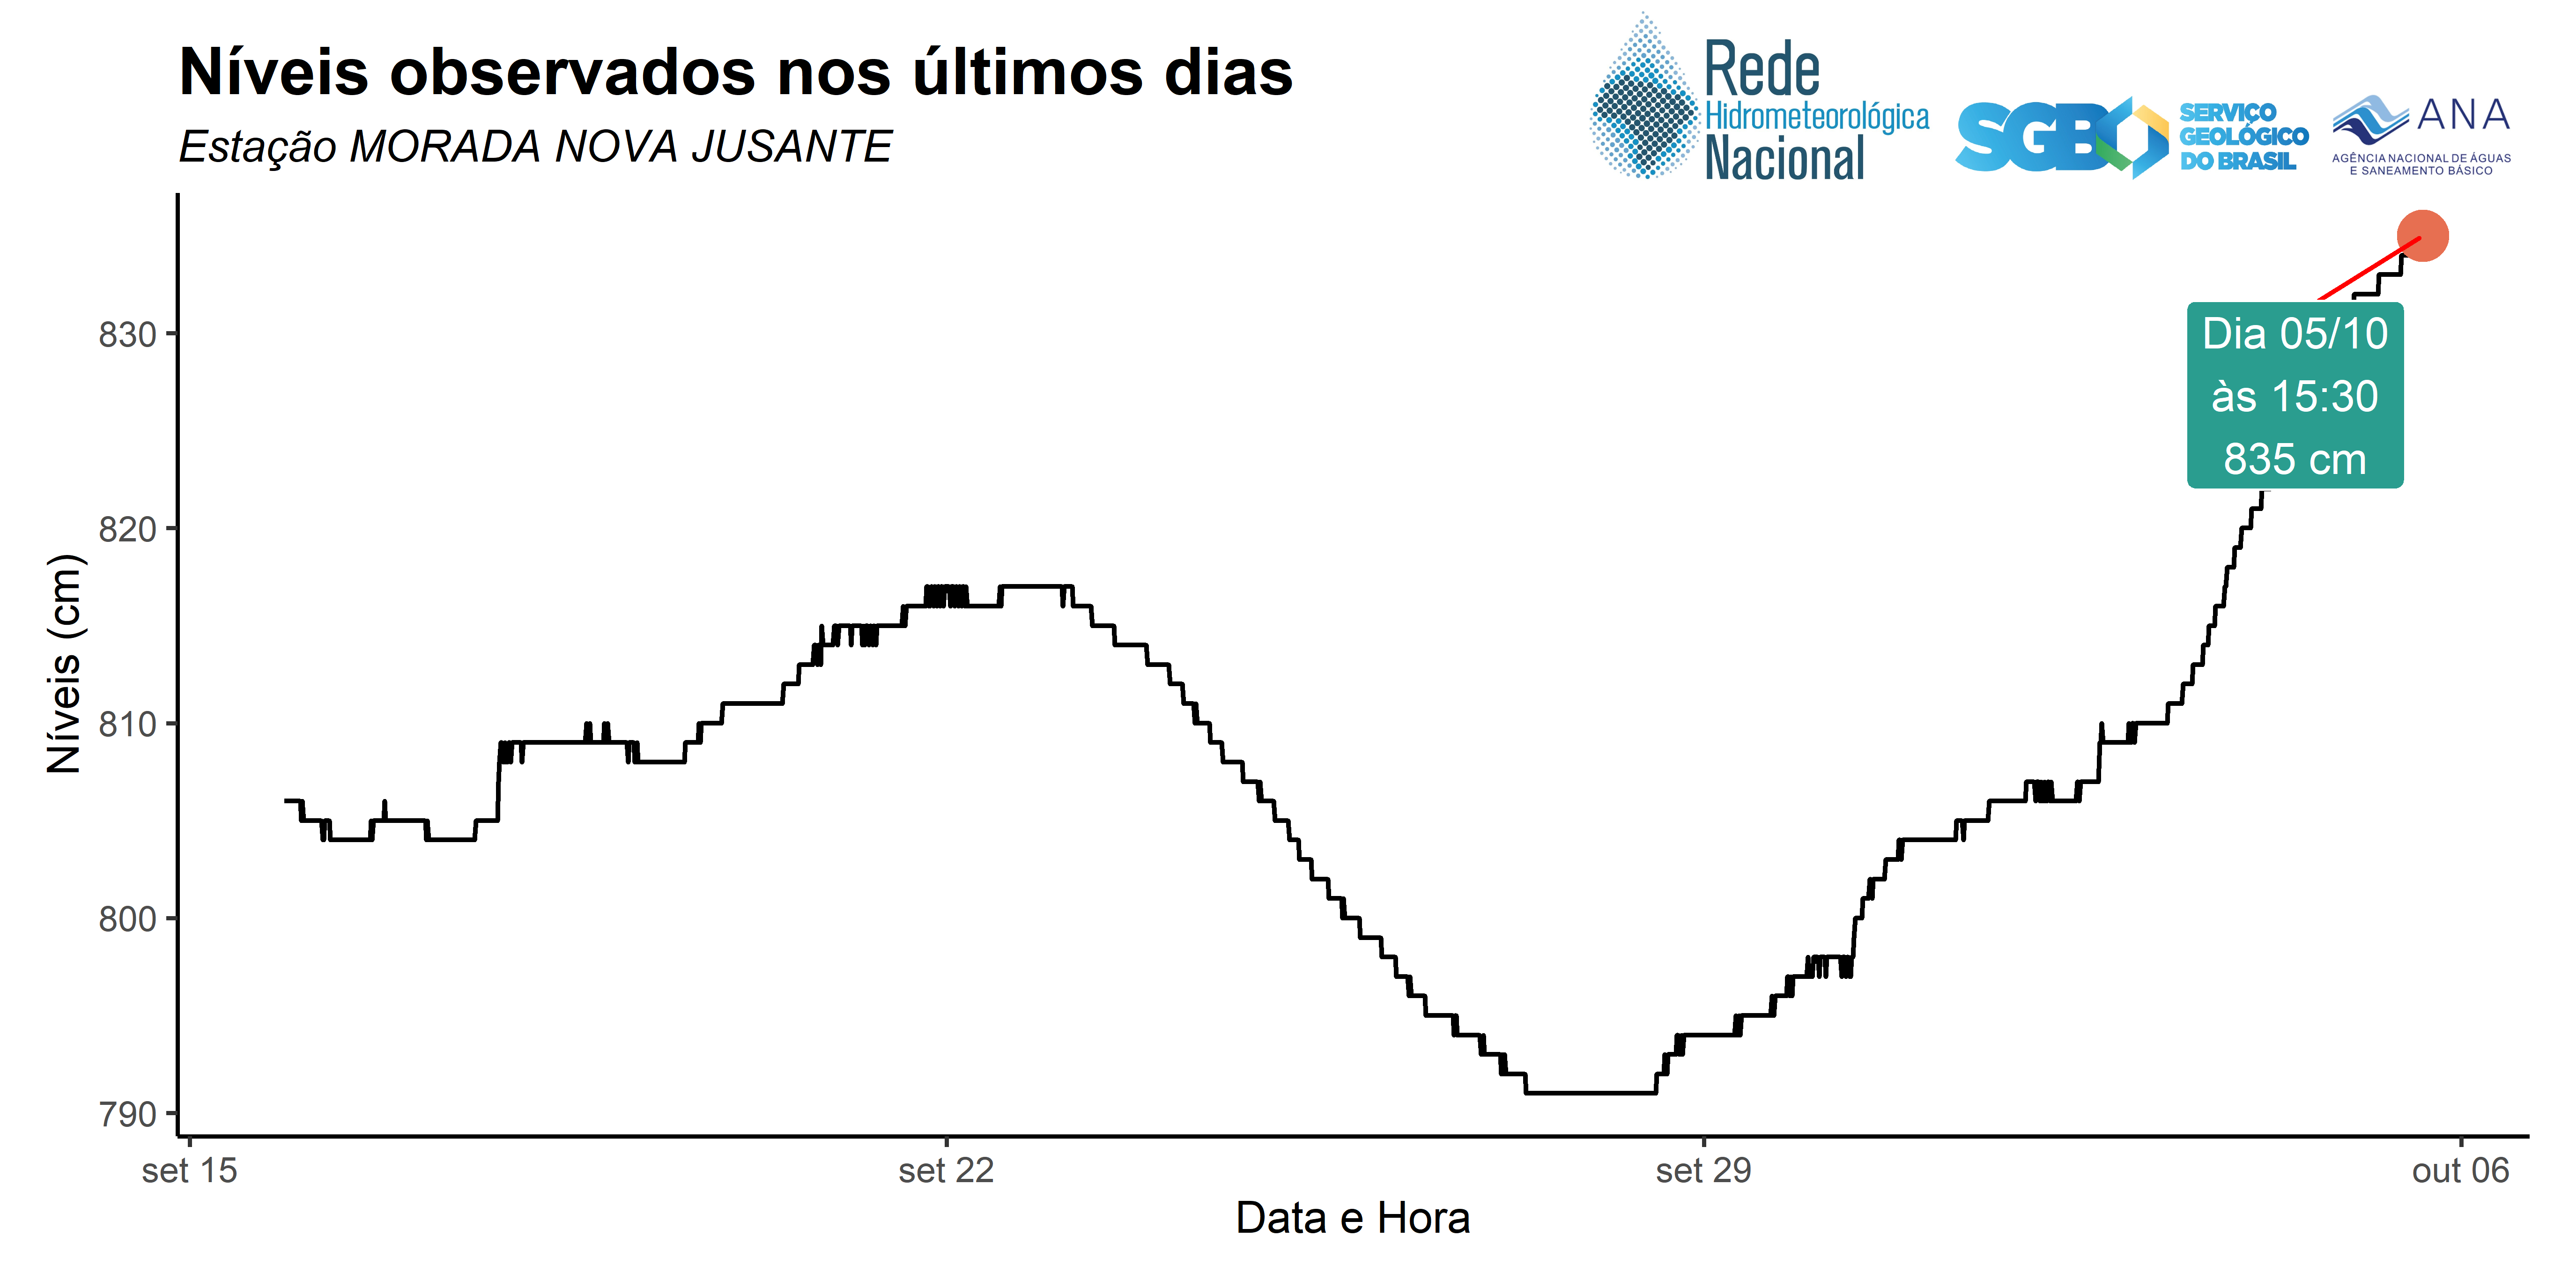 Níveis observados nos últimos dias
Estação MORADA NOVA JUSANTE
Rede
Hidrometeorológica
Nacional
SGB
SERVIÇO
GEOLÓGICO
DO BRASIL
ANA
AGÊNCIA NACIONAL DE ÁGUAS
E SANEAMENTO BÁSICO
Níveis (cm)
830
820
810
800
790
Dia 05/10
às 15:30
835 cm
set 15
set 22
set 29
out 06
Data e Hora